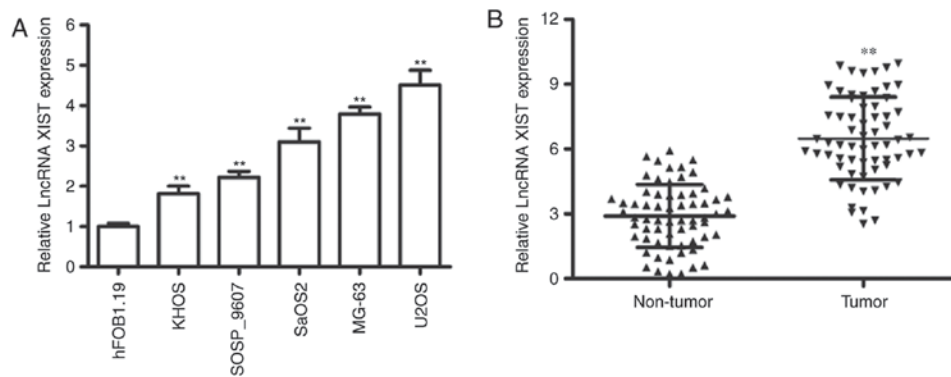 A
Relative LncRNA XIST expression
6
5
4
3
2
1
0
**
**
**
**
**
hFOB1.19
KHOS
SOSP_9607
SaOS2
MG-63
U2OS
B
Relative LncRNA XIST expression
12
9
6
3
0
**
Non-tumor
Tumor